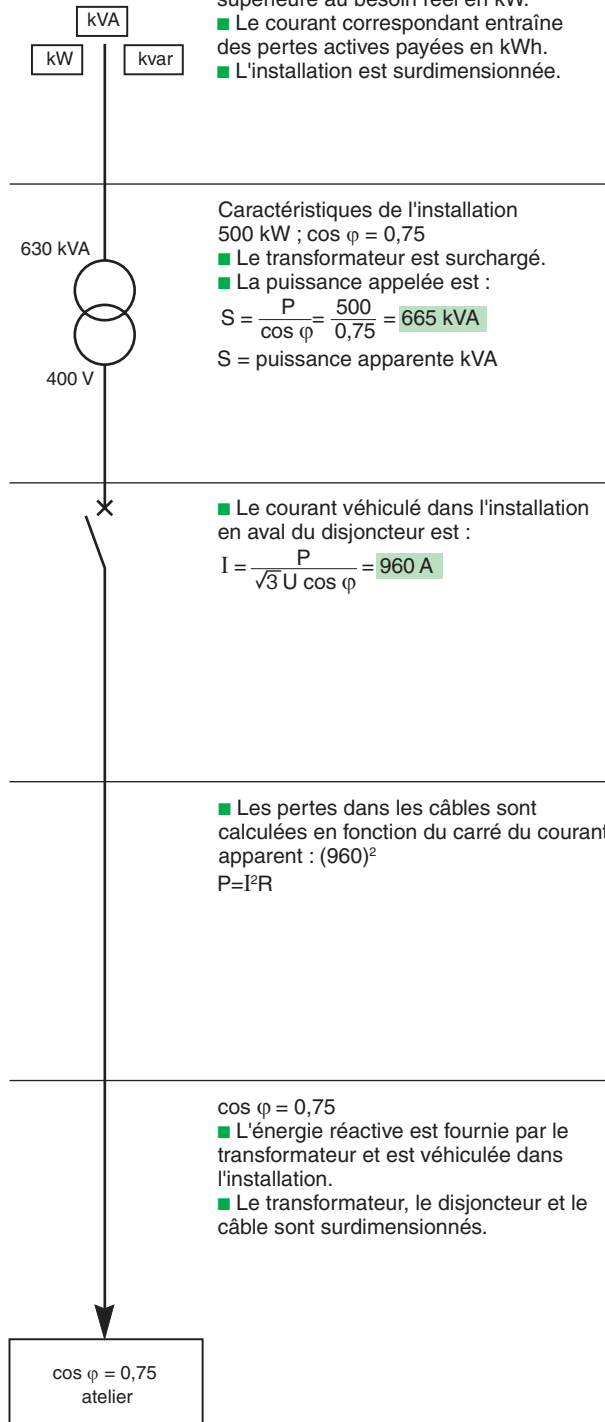 supérieure au besoin réel en kW.
kVA
■ Le courant correspondant entraîne
kW
kvar
des pertes actives payées en kWh.
■ L'installation est surdimensionnée.
Caractéristiques de l'installation
500 kW ; cos φ = 0,75
630 kVA
■ Le transformateur est surchargé.
■ La puissance appelée est :
S = P / cos φ = 500 / 0,75 = 665 kVA
S = puissance apparente kVA
400 V
■ Le courant véhiculé dans l'installation
en aval du disjoncteur est :
I = P / √3 U cos φ = 960 A
■ Les pertes dans les câbles sont
calculées en fonction du carré du courant
apparent : (960)²
P=I²R
cos φ = 0,75
■ L'énergie réactive est fournie par le
transformateur et est véhiculée dans
l'installation.
■ Le transformateur, le disjoncteur et le
câble sont surdimensionnés.
cos φ = 0,75
atelier